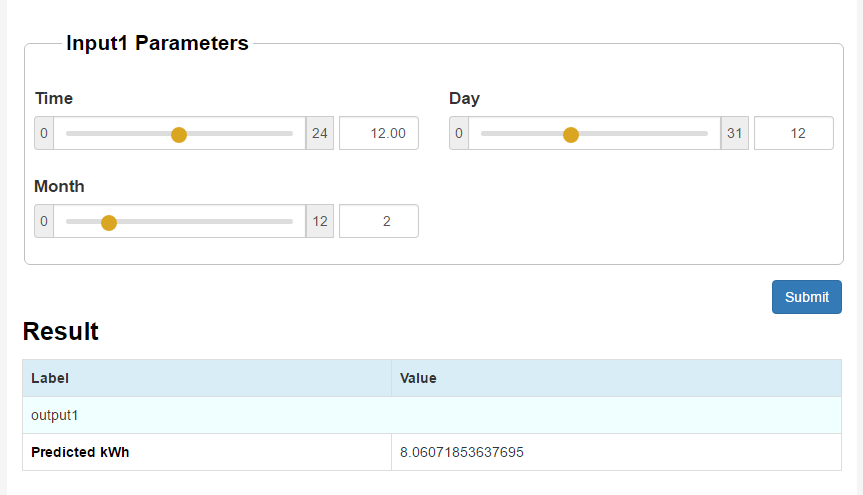 Input1 Parameters
Time Day
0 24 12.00 0 31 12
Month
0 12 2
Submit
Result
Label Value
output1
Predicted kWh 8.06071853637695